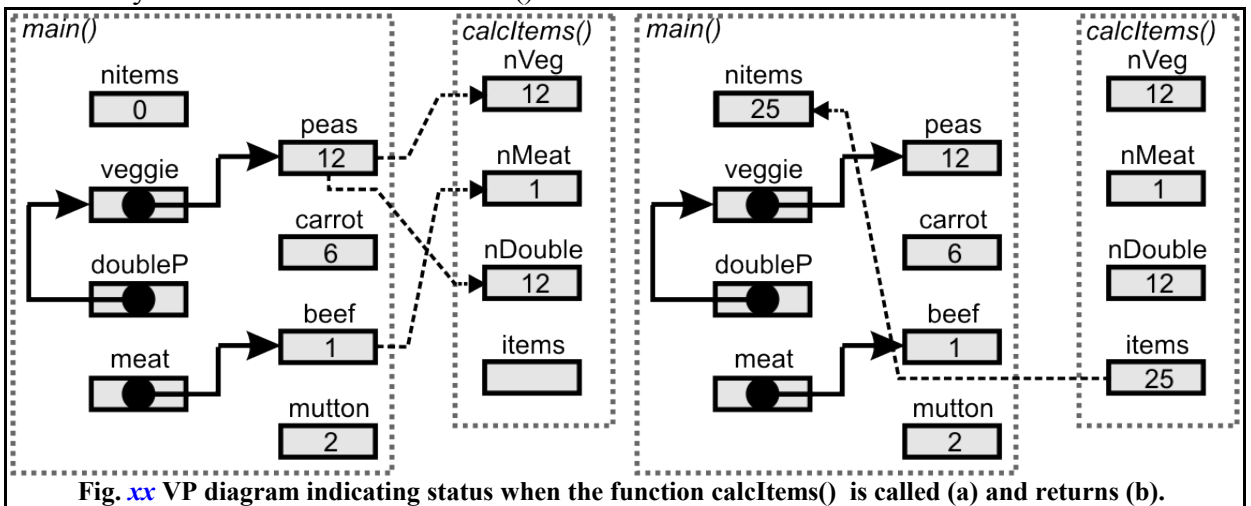 main()
calcItems()
nVeg
nitems
12
0
peas
12
nMeat
veggie
1
carrot
6
nDouble
doubleP
12
beef
1
items
meat
mutton
2
main()
calcItems()
nVeg
nitems
12
25
peas
12
nMeat
veggie
1
carrot
6
nDouble
doubleP
12
beef
1
items
meat
25
mutton
2
Fig. xx VP diagram indicating status when the function calcItems() is called (a) and returns (b).